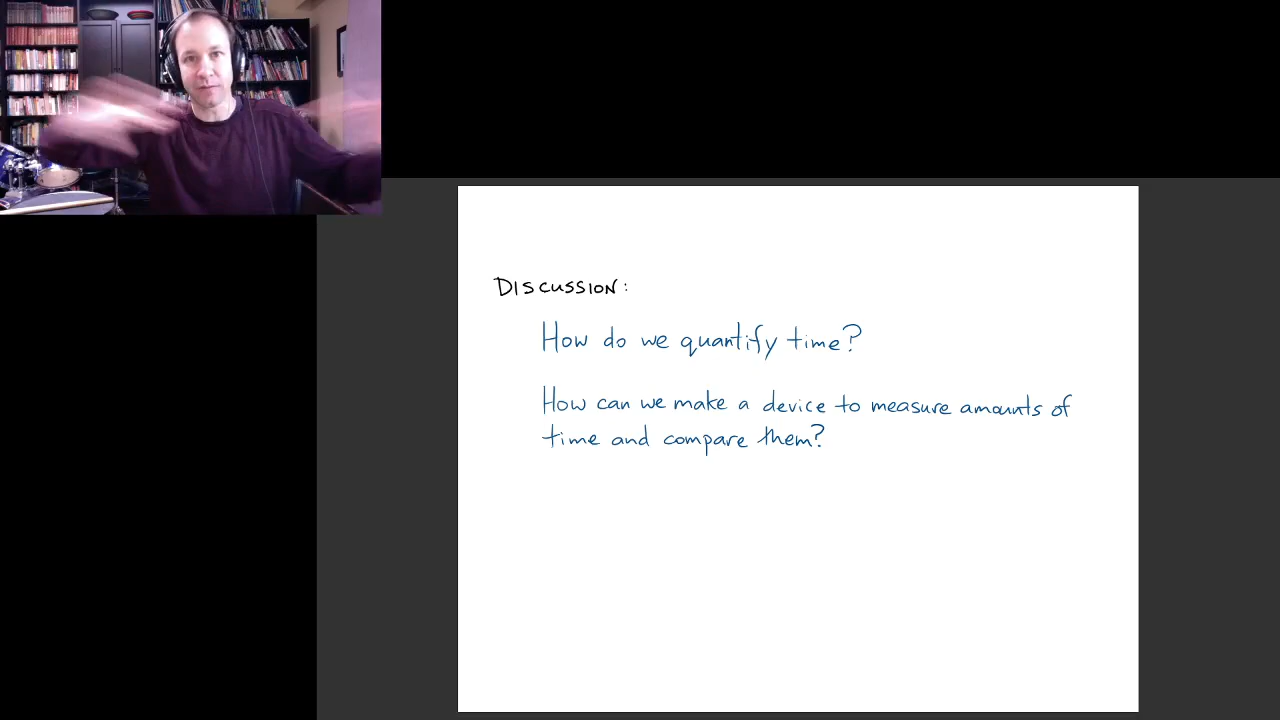 DISCUSSION:
How do we quantify time?
How can we make a device to measure amounts of
time and compare them?